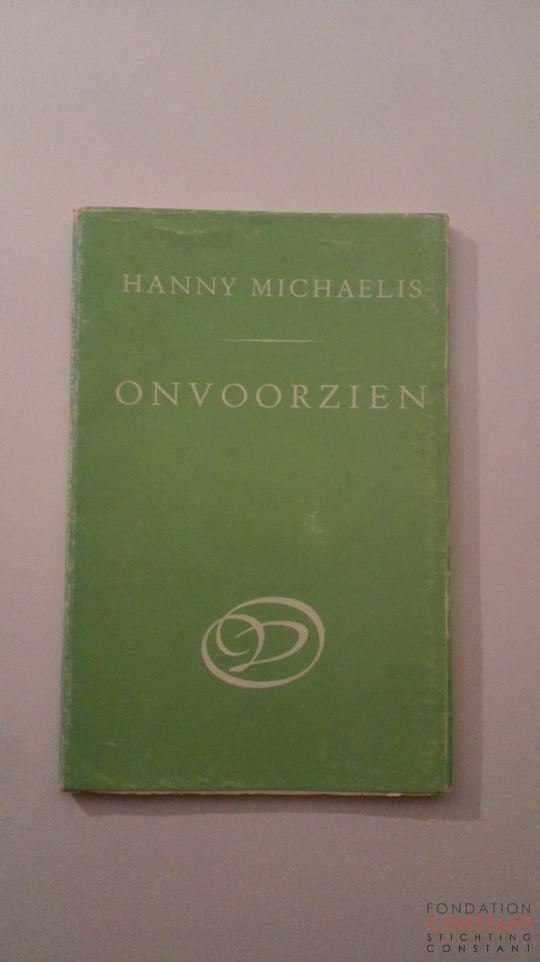 HANNY MICHAELIS
ONVOORZIEN
FONDATION
CONSTANT
STICHTING
CONSTANT